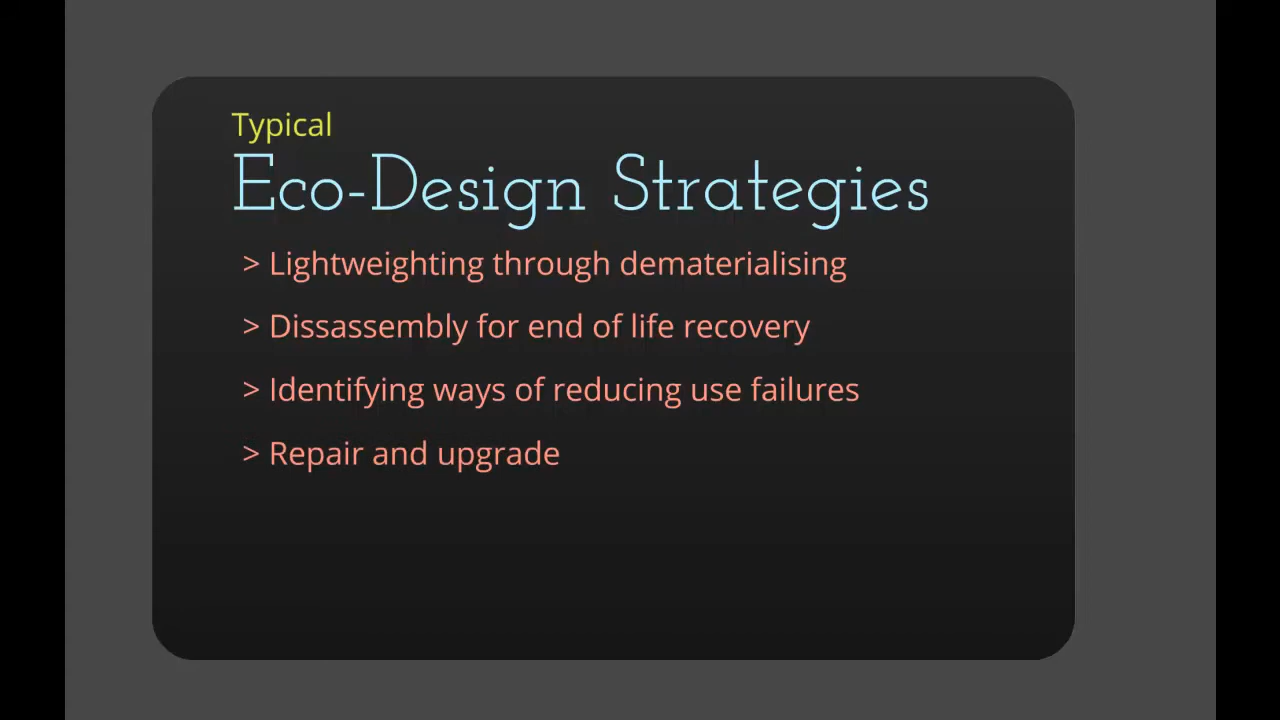 Typical
Eco-Design Strategies
> Lightweighting through dematerialising
> Dissassembly for end of life recovery
> Identifying ways of reducing use failures
> Repair and upgrade